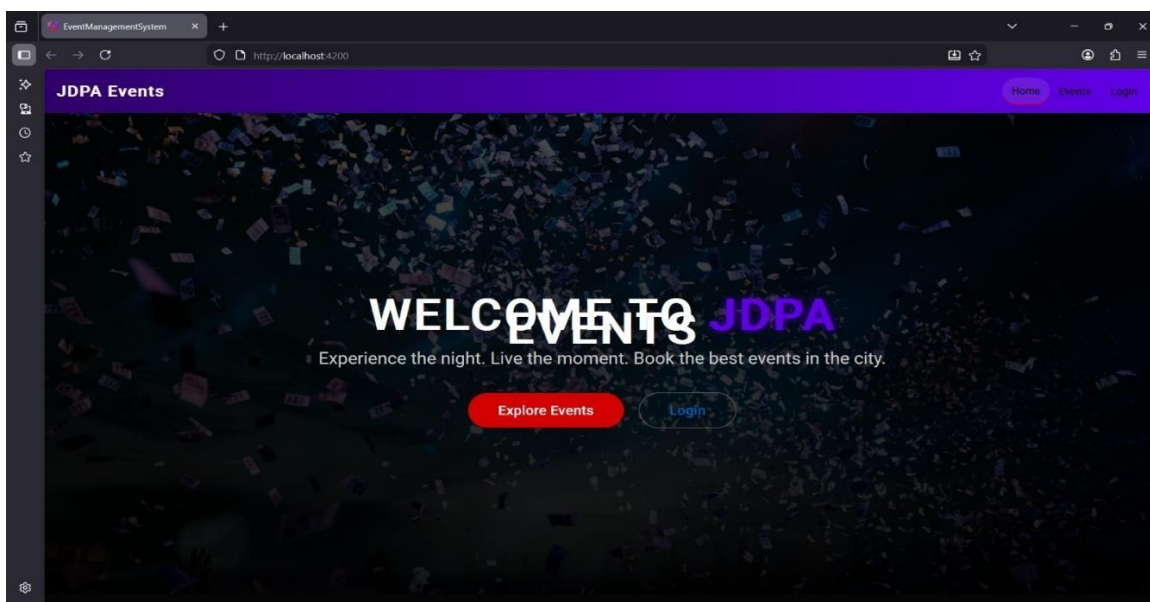 EventManagementSystem
http://localhost:4200
JDPA Events
Home Events Login
WELCOME TO JDPA
EVENTS
Experience the night. Live the moment. Book the best events in the city.
Explore Events Login